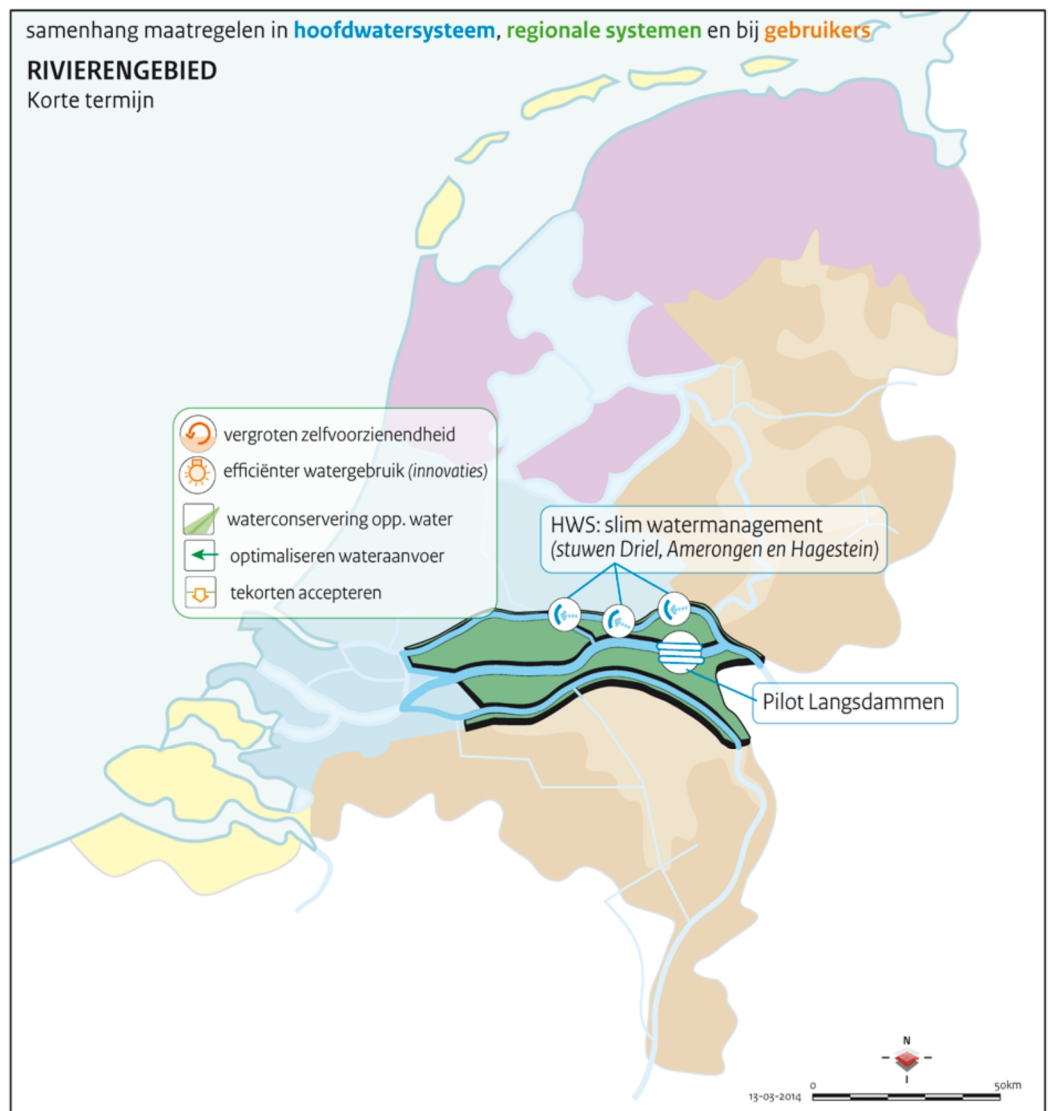 samenhang maatregelen in hoofdwatersysteem, regionale systemen en bij gebruikers
RIVIERENGEBIED
Korte termijn
vergroten zelfvoorzienendheid
efficiënter watergebruik (innovaties)
waterconservering opp. water
optimaliseren wateraanvoer
tekorten accepteren
HWS: slim watermanagement
(stuwen Driel, Amerongen en Hagestein)
Pilot Langsdammen
N
0 50km
13-03-2014